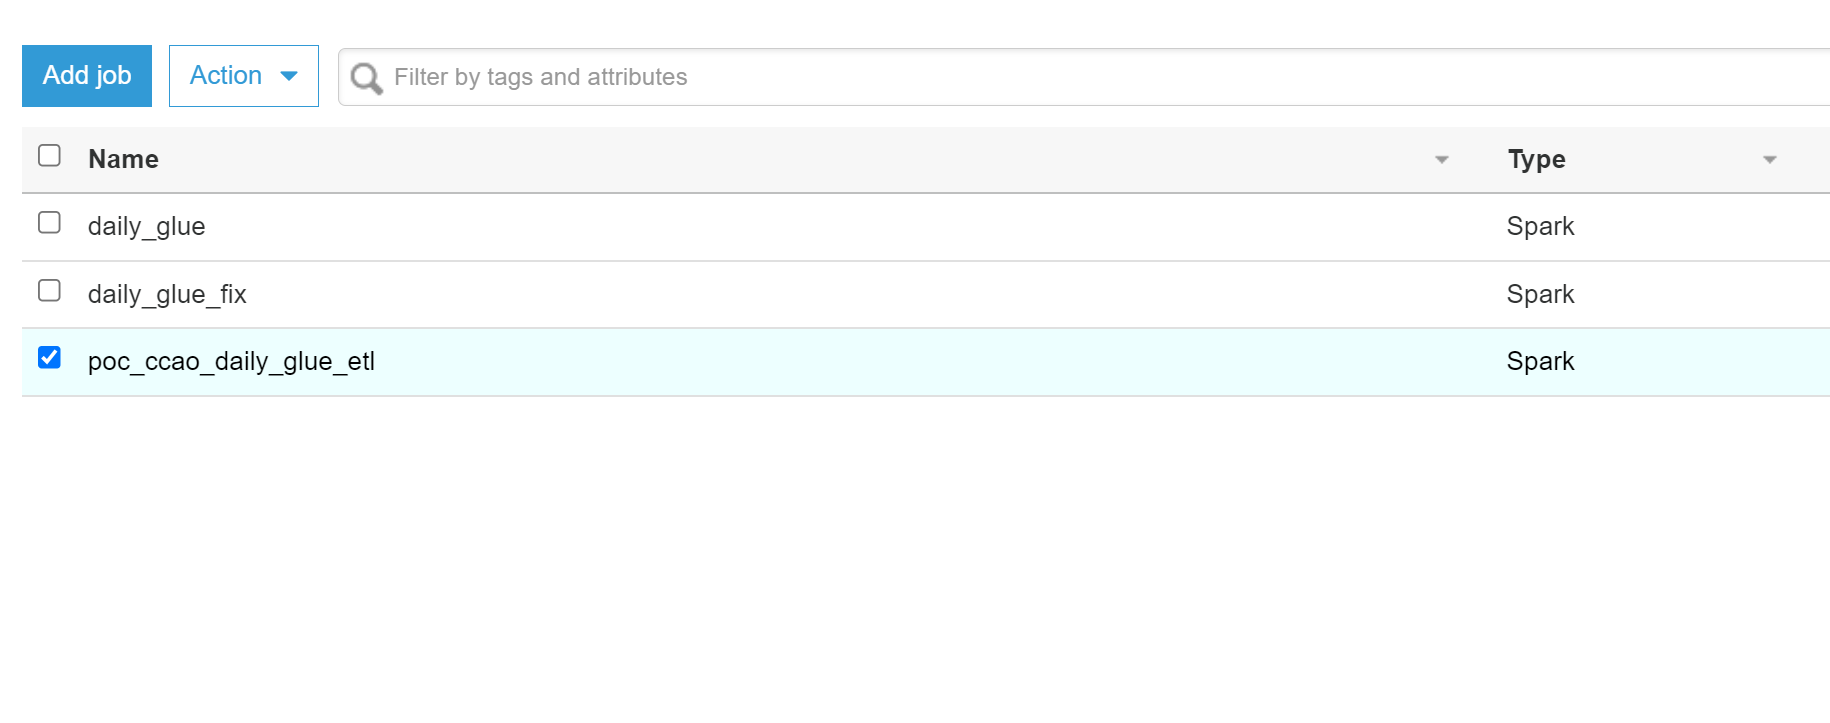 Add job Action Filter by tags and attributes
Name Type
daily_glue Spark
daily_glue_fix Spark
poc_ccao_daily_glue_etl Spark